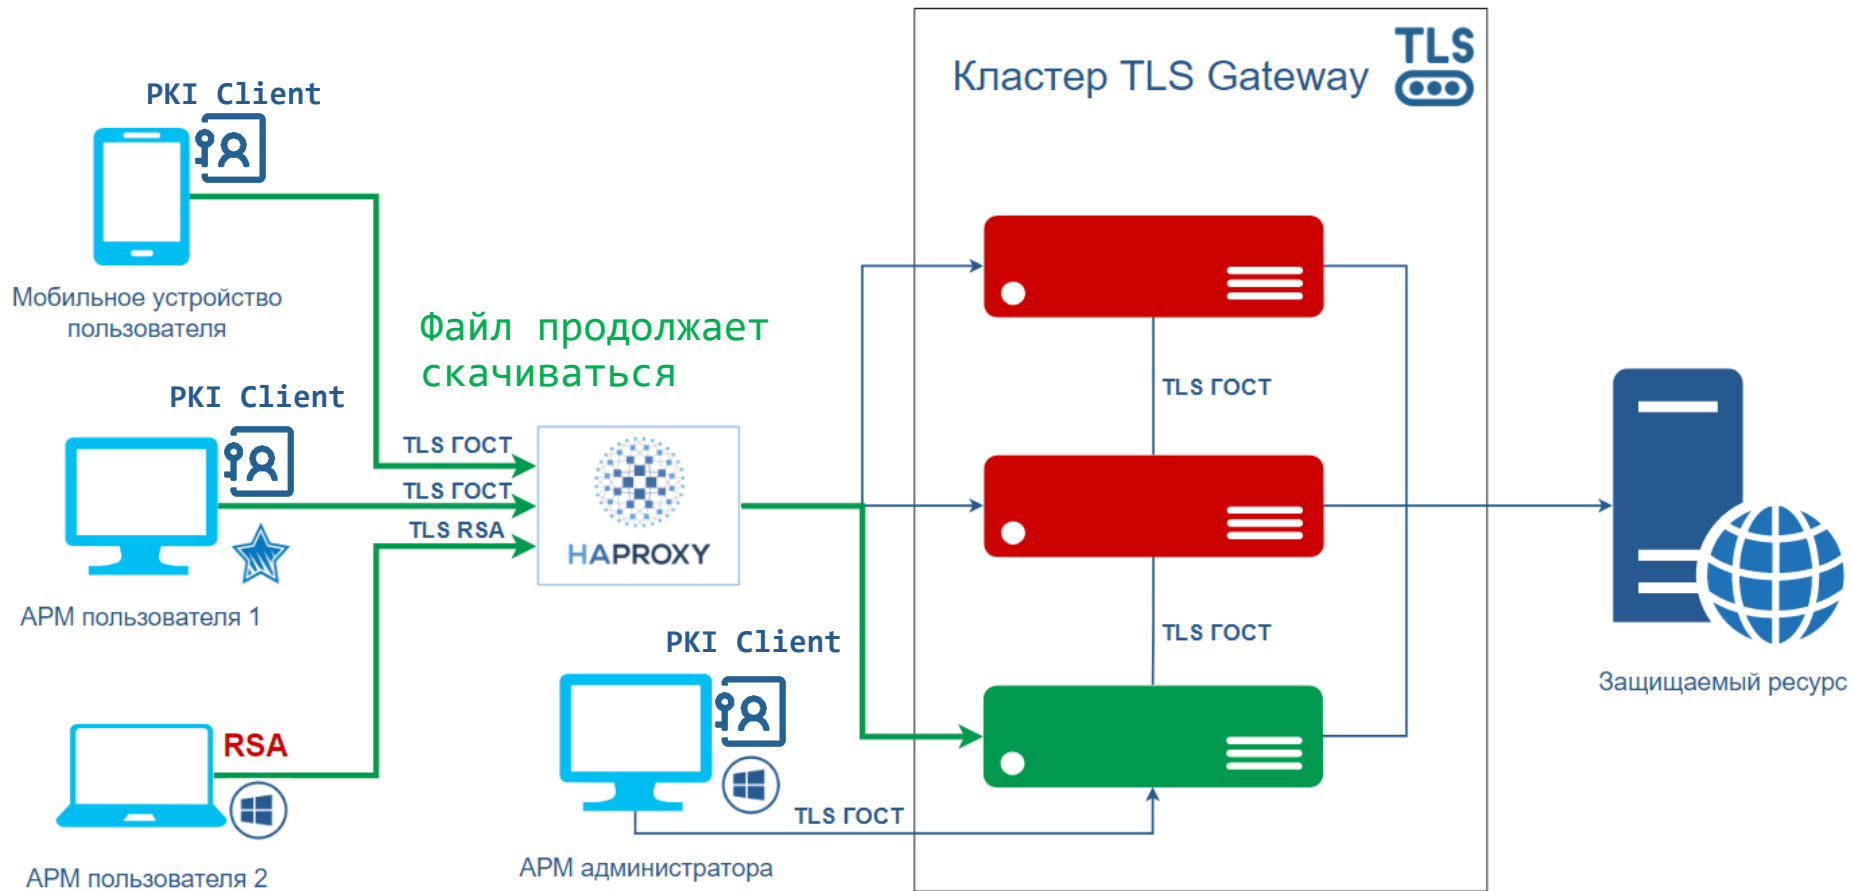 Кластер TLS Gateway
TLS
PKI Client
Мобильное устройство
пользователя
Файл продолжает
скачиваться
PKI Client
TLS ГОСТ
TLS ГОСТ
TLS RSA
HAPROXY
АРМ пользователя 1
RSA
АРМ пользователя 2
PKI Client
TLS ГОСТ
АРМ администратора
TLS ГОСТ
TLS ГОСТ
Защищаемый ресурс